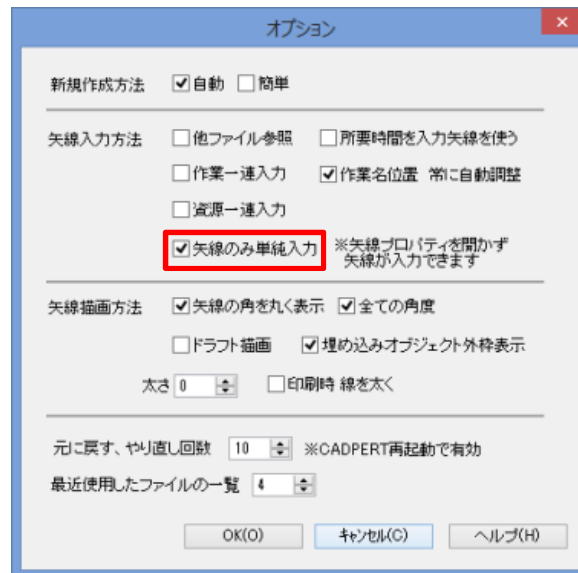 オプション
新規作成方法 自動 簡単
矢線入力方法 他ファイル参照 所要時間を入力矢線を使う
作業一連入力 作業名位置 常に自動調整
資源一連入力
矢線のみ単純入力 ※矢線プロパティを開かず
矢線が入力できます
矢線描画方法 矢線の角を丸く表示 全ての角度
ドラフト描画 埋め込みオブジェクト外枠表示
太さ 0 印刷時 線を太く
元に戻す、やり直し回数 10 ※CADPERT再起動で有効
最近使用したファイルの一覧 4
OK(O) キャンセル(C) ヘルプ(H)